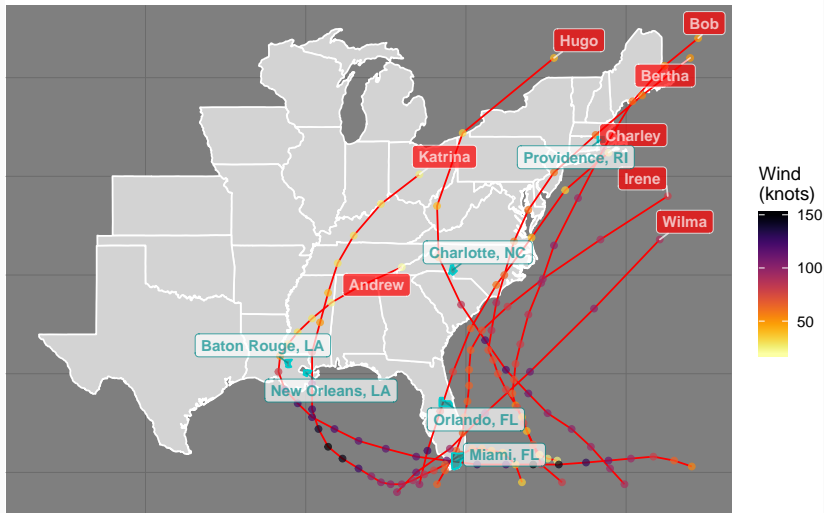 Bob
Hugo
Bertha
Charley
Katrina
Providence, RI
Irene
Wilma
Charlotte, NC
Andrew
Baton Rouge, LA
New Orleans, LA
Orlando, FL
Miami, FL
Wind
(knots)
150
100
50